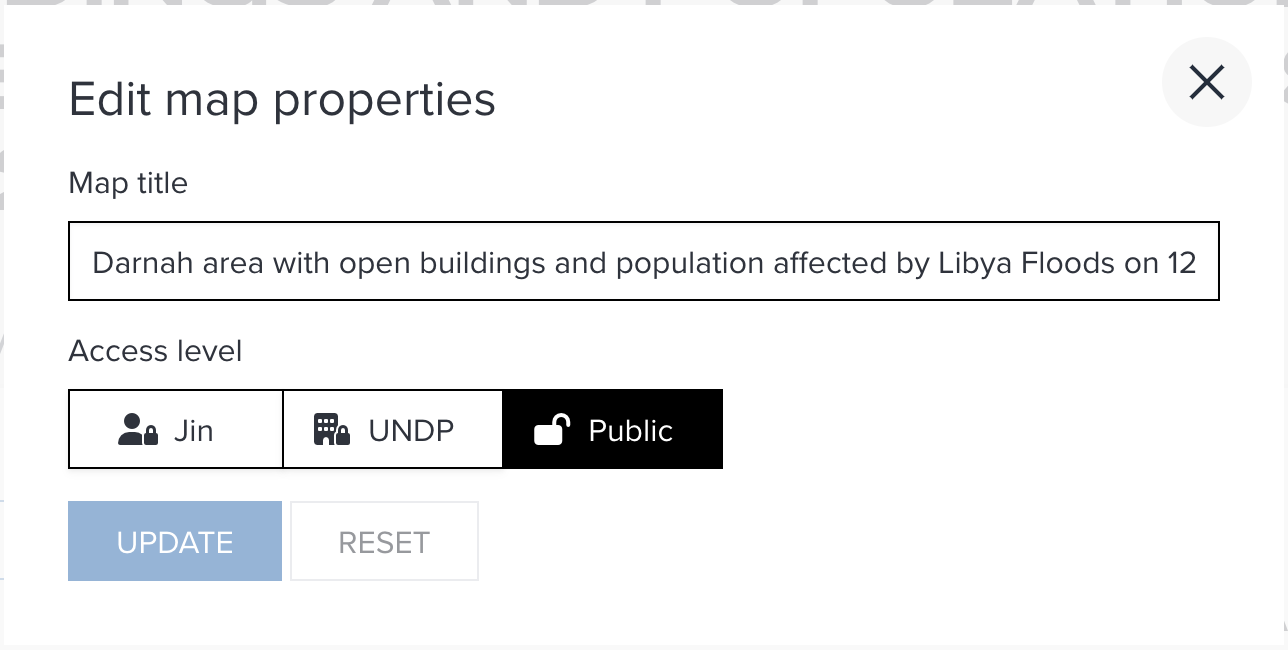 Edit map properties
Map title
Darnah area with open buildings and population affected by Libya Floods on 12
Access level
Jin UNDP Public
UPDATE RESET